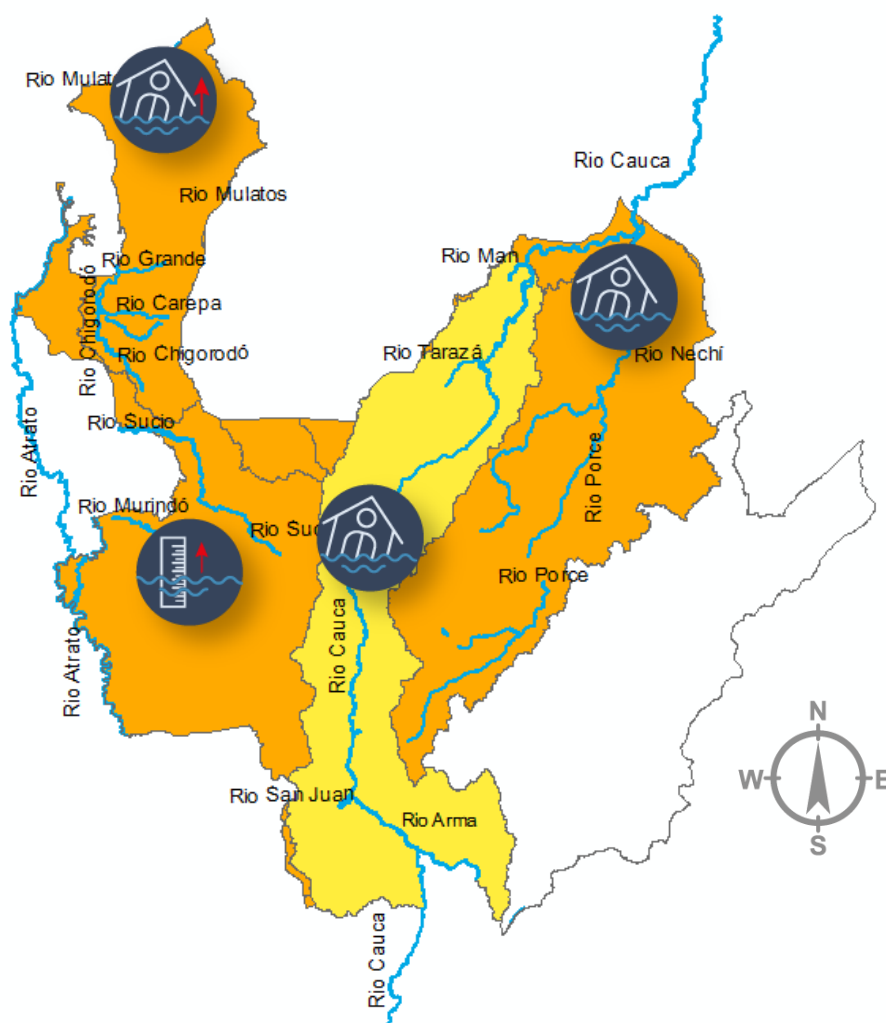 Rio Mulat
Rio Cauca
Rio Mulatos
Rio Grande
Rio Man
Rio Chigorodó
Rio Carepa
Rio Chigorodó
Rio Tarazá
Rio Nechí
Rio Sucio
Rio Atrato
Rio Porce
Rio Murindó
Rio Suc
Rio Porce
Rio Cauca
Rio Atrato
N
W
E
S
Rio San Juan
Rio Arma
Rio Cauca